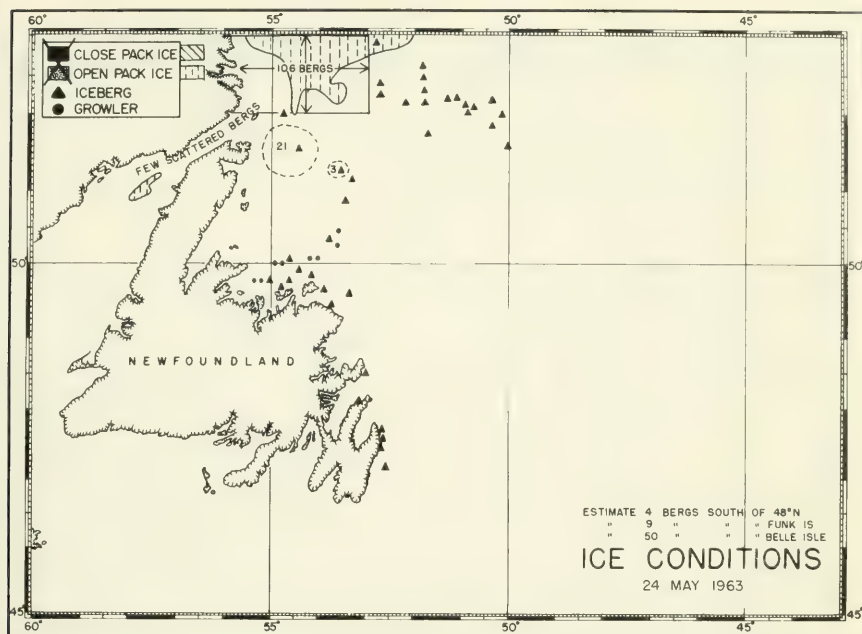 60° 55° 50° 45°
CLOSE PACK ICE
OPEN PACK ICE
ICEBERG
GROWLER
106 BERGS
FEW SCATTERED BERGS
21
3
50° 50°
NEWFOUNDLAND
ESTIMATE 4 BERGS SOUTH OF 48°N
" 9 " " " FUNK IS
" 50 " " " BELLE ISLE
ICE CONDITIONS
24 MAY 1963
45° 45°
60° 55° 50° 45°